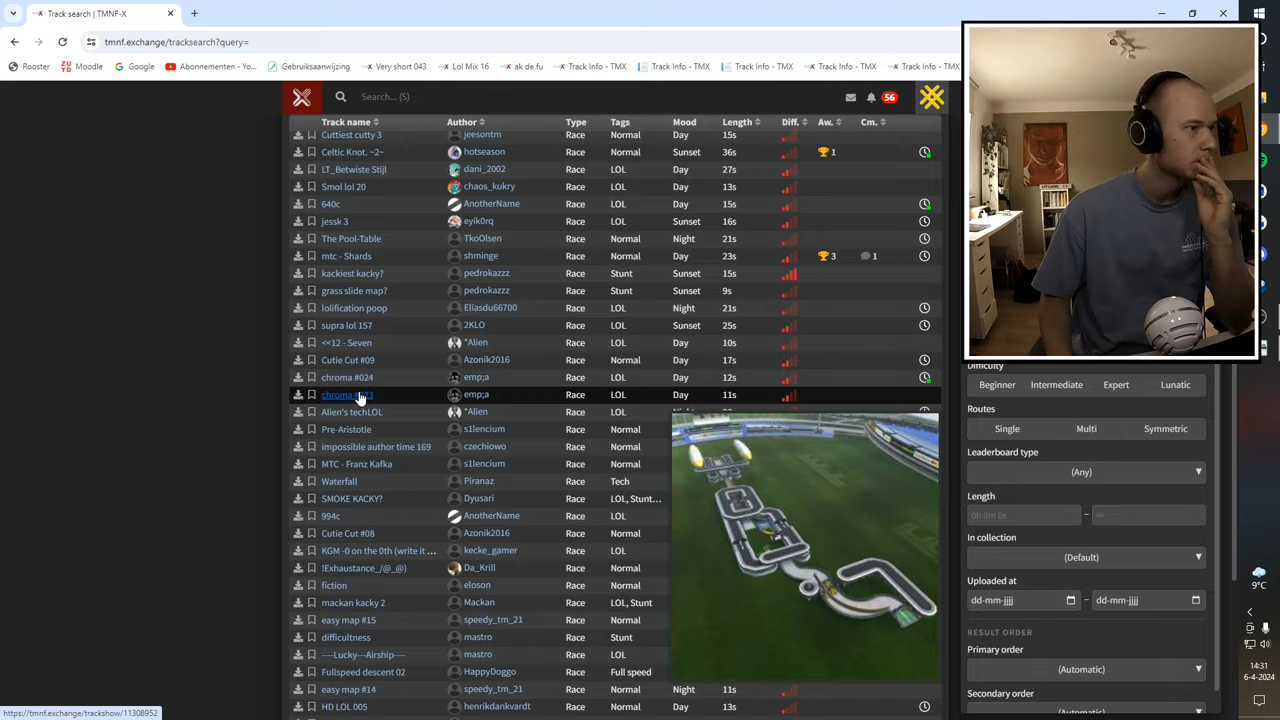 Track search | TMNF-X
tmnf.exchange/tracksearch?query=
Rooster Moodle Google Abonnementen - Yo... Gebruiksaanwijzing Very short 043 Lol Mix 16 ak de fu Track Info - TMX Track Info - TMX Track Info - TMX Track Info - TMX Track Info - TMX
Search... (S) 56
Track name Author Type Tags Mood Length Diff. Aw. Cm.
Cuttiest cutty 3 jeesontm Race Normal Day 15s
Celtic Knot. ~2~ hotseason Race Normal Sunset 36s 1
LT_Betwiste Stijl dani_2002 Race LOL Day 27s
Smol lol 20 chaos_kukry Race LOL Day 13s
640c AnotherName Race LOL Day 19s
jessk 3 eyik0rq Race LOL Sunset 16s
The Pool-Table TkoOlsen Race Normal Night 21s
mtc - Shards shminge Race Normal Day 23s 3 1
kackiest kacky? pedrokazzz Race Stunt Sunset 15s
grass slide map? pedrokazzz Race Stunt Sunset 9s
lolification poop Eliasdu66700 Race LOL Night 21s
supra lol 157 2KLO Race LOL Sunset 25s
<<12 - Seven *Alien Race LOL Day 10s
Cutie Cut #09 Azonik2016 Race Normal Day 17s
chroma #024 emp;a Race LOL Day 12s
chroma emp;a Race LOL Day 11s
Alien's techLOL *Alien Race LOL
Pre-Aristotle s1lencium Race Normal
impossible author time 169 czechiowo Race Normal
MTC - Franz Kafka s1lencium Race Normal
Waterfall Piranaz Race Tech
SMOKE KACKY? Dyusari Race LOL, Stunt...
994c AnotherName Race LOL
Cutie Cut #08 Azonik2016 Race Normal
KGM -0 on the 0th (write it ... kecke_gamer Race LOL
!Exhaustance_/@_@) Da_Krill Race LOL
fiction eloson Race Normal
mackan kacky 2 Mackan Race LOL, Stunt
easy map #15 speedy_tm_21 Race Normal
difficultness mastro Race Stunt
----Lucky---Airship---- mastro Race LOL
Fullspeed descent 02 HappyDoggo Race Full speed
easy map #14 speedy_tm_21 Race Normal Night 11s
HD LOL 005 henrikdankvardt Race LOL Day 13s
Difficulty
Beginner Intermediate Expert Lunatic
Routes
Single Multi Symmetric
Leaderboard type
(Any)
Length
0h 0m 0s –
In collection
(Default)
Uploaded at
dd-mm-jjjj – dd-mm-jjjj
RESULT ORDER
Primary order
(Automatic)
Secondary order
(Automatic)
14:31
6-4-2024
https://tmnf.exchange/trackshow/11308952